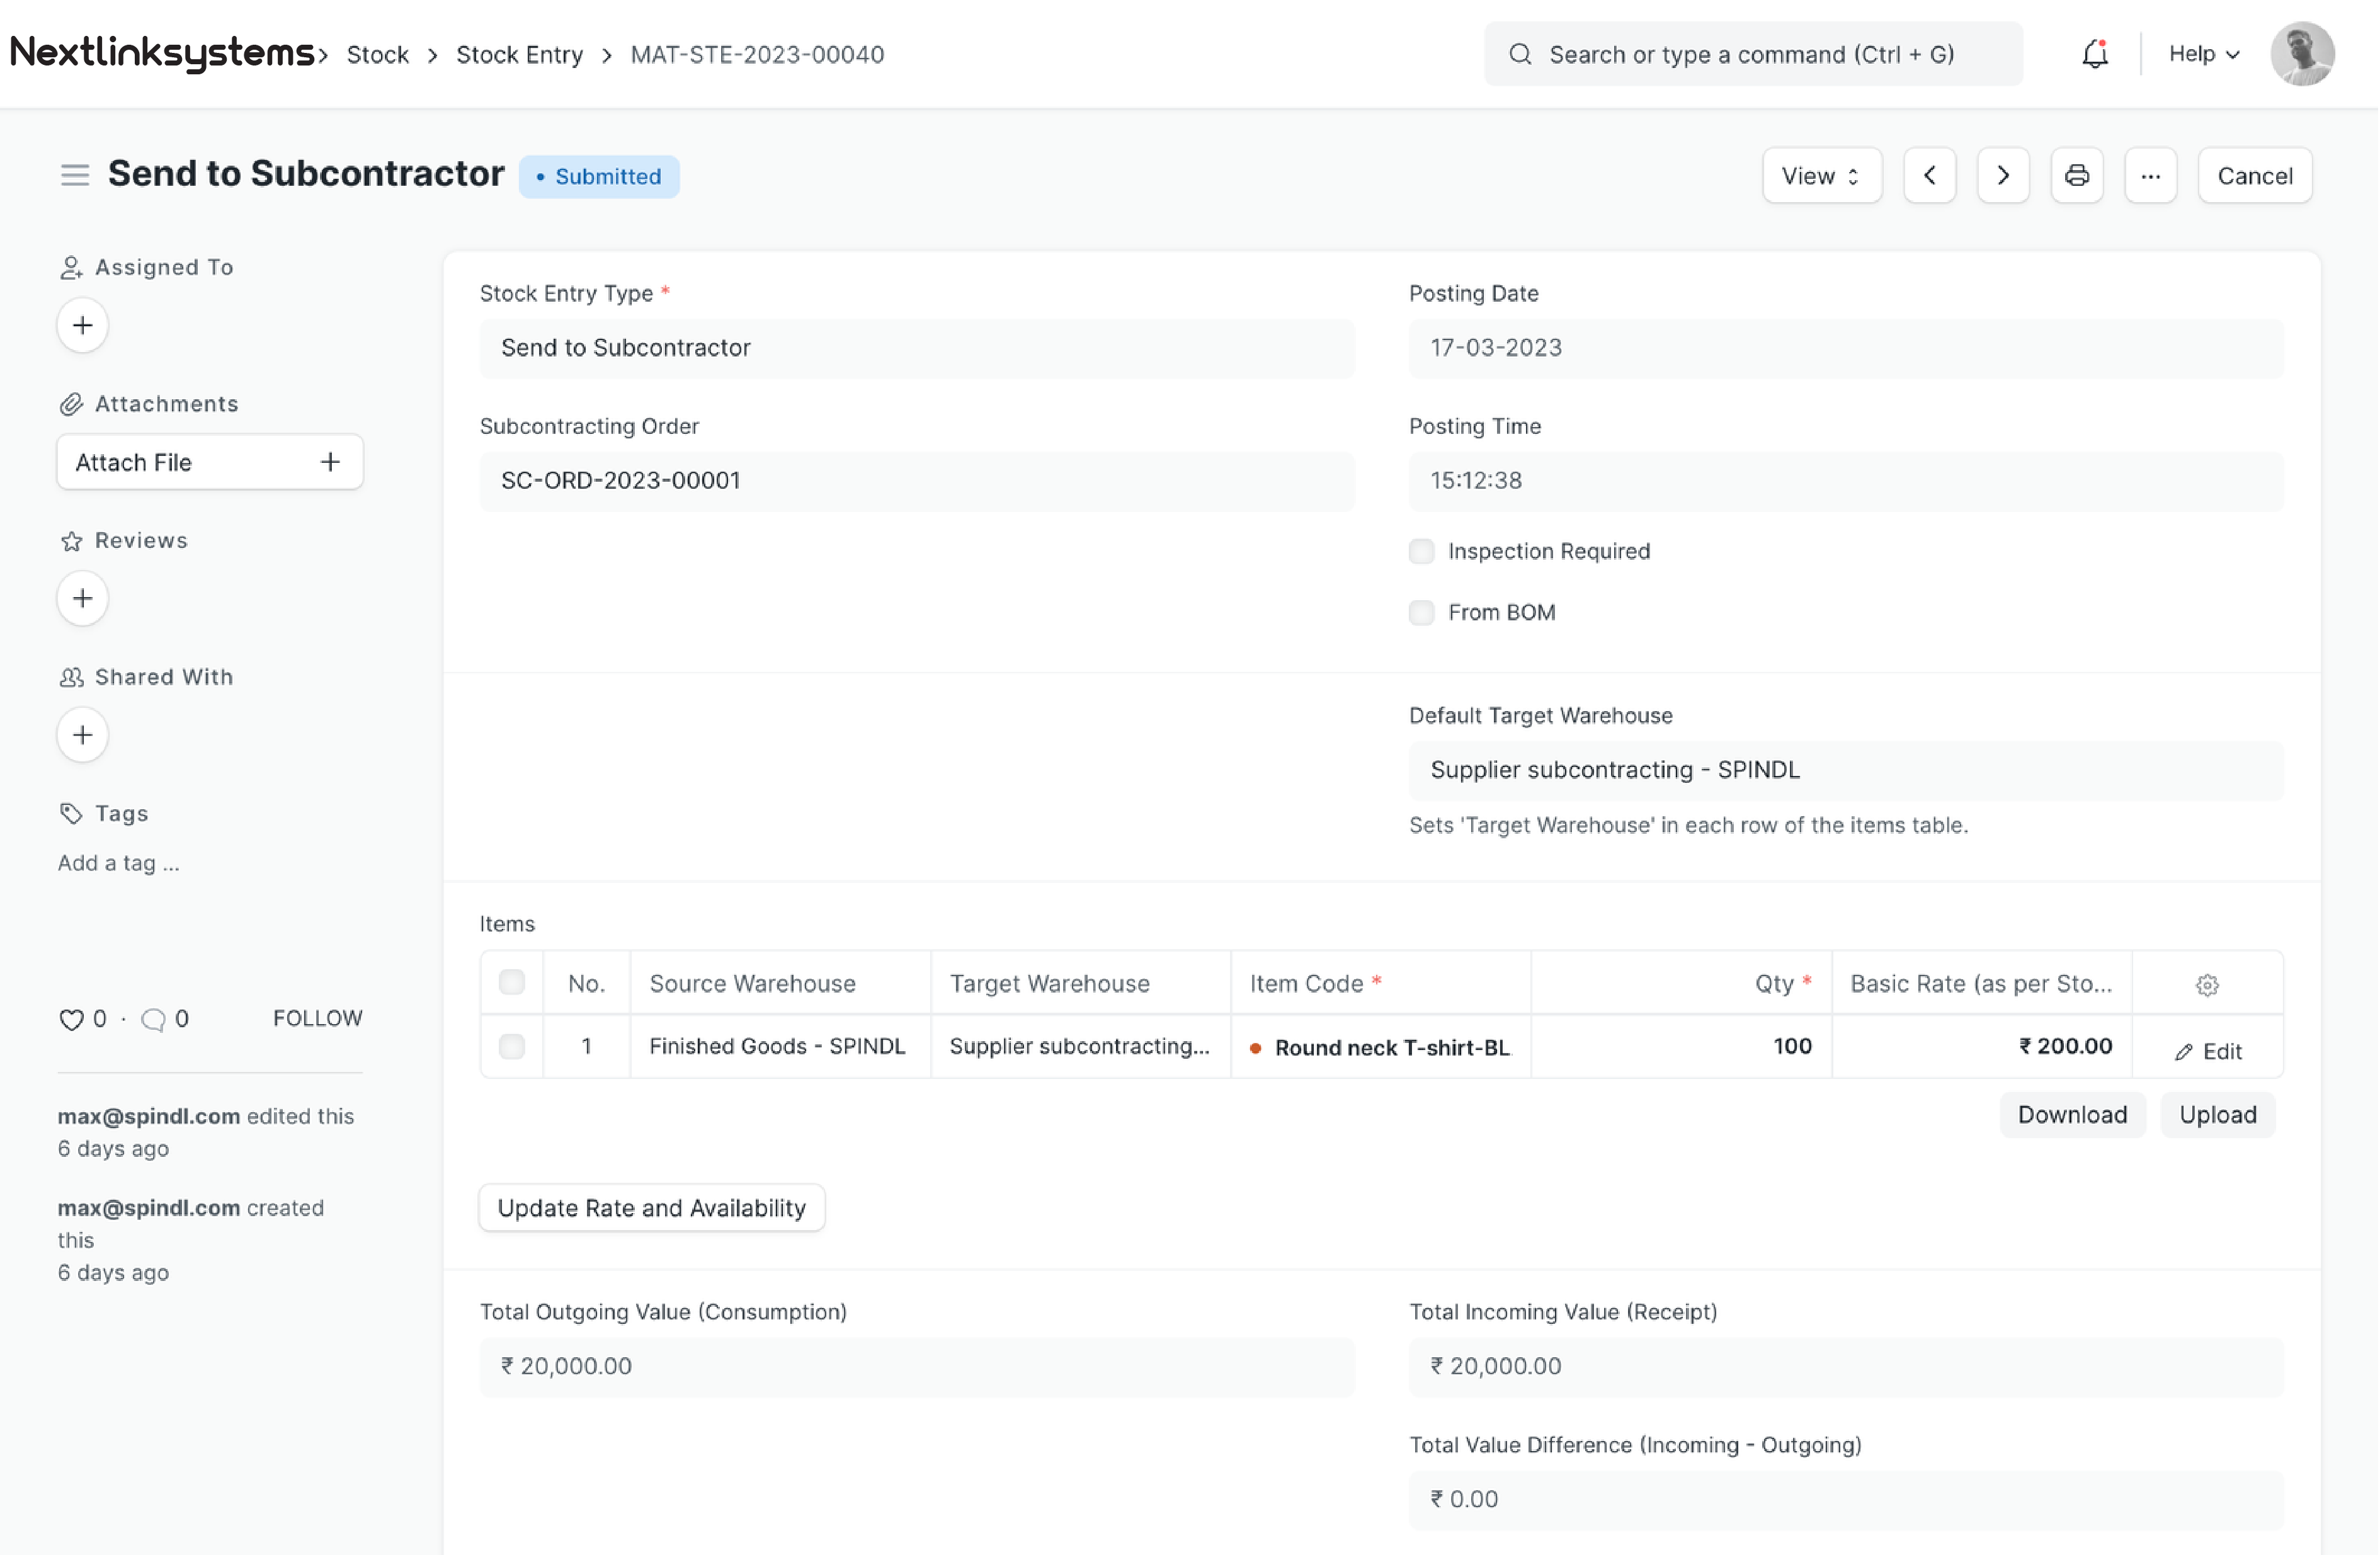 Nextlinksystems > Stock > Stock Entry > MAT-STE-2023-00040
Search or type a command (Ctrl + G)
Help
Send to Subcontractor
• Submitted
View
...
Cancel
Assigned To
+
Attachments
Attach File +
Reviews
+
Shared With
+
Tags
Add a tag ...
0 · 0 FOLLOW
max@spindl.com edited this
6 days ago
max@spindl.com created
this
6 days ago
Stock Entry Type *
Send to Subcontractor
Posting Date
17-03-2023
Subcontracting Order
SC-ORD-2023-00001
Posting Time
15:12:38
Inspection Required
From BOM
Default Target Warehouse
Supplier subcontracting - SPINDL
Sets 'Target Warehouse' in each row of the items table.
Items
No. Source Warehouse Target Warehouse Item Code * Qty * Basic Rate (as per Sto...
1 Finished Goods - SPINDL Supplier subcontracting... Round neck T-shirt-BL 100 ₹ 200.00 Edit
Download Upload
Update Rate and Availability
Total Outgoing Value (Consumption)
₹ 20,000.00
Total Incoming Value (Receipt)
₹ 20,000.00
Total Value Difference (Incoming - Outgoing)
₹ 0.00